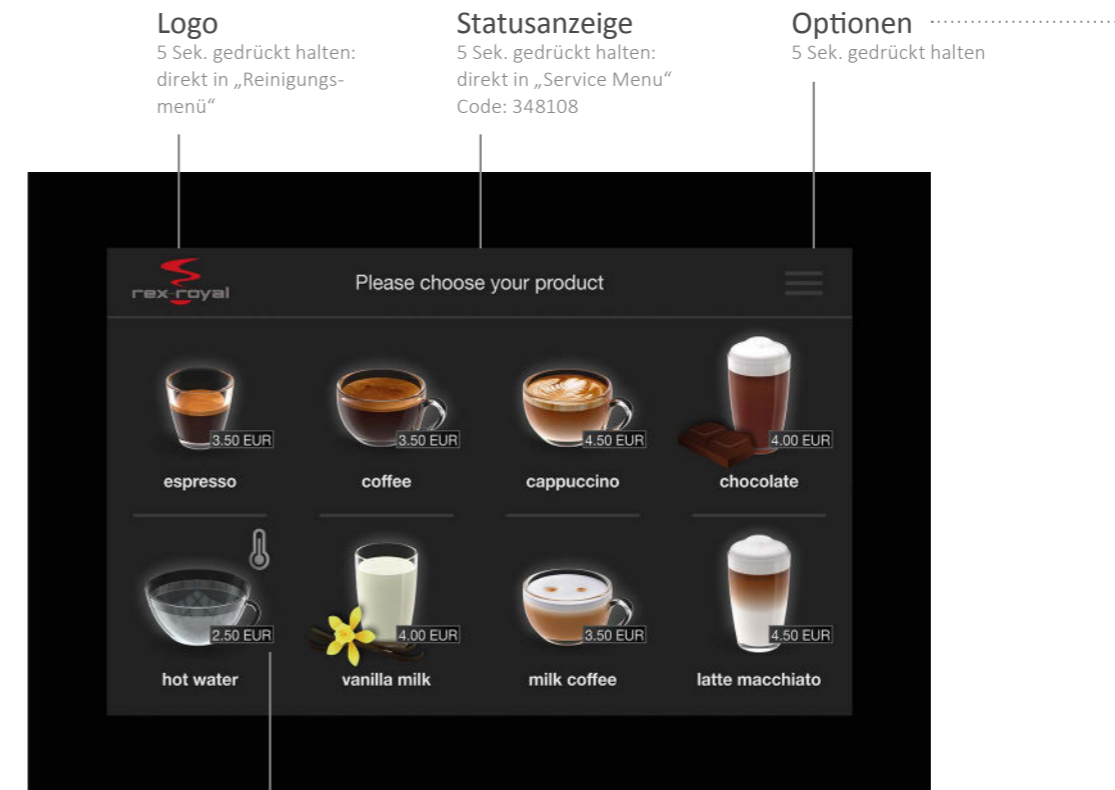 Logo
5 Sek. gedrückt halten:
direkt in „Reinigungs-
menü“
Statusanzeige
5 Sek. gedrückt halten:
direkt in „Service Menu“
Code: 348108
Optionen
5 Sek. gedrückt halten
rex-royal
Please choose your product
3.50 EUR
3.50 EUR
4.50 EUR
4.00 EUR
espresso
coffee
cappuccino
chocolate
2.50 EUR
4.00 EUR
3.50 EUR
4.50 EUR
hot water
vanilla milk
milk coffee
latte macchiato